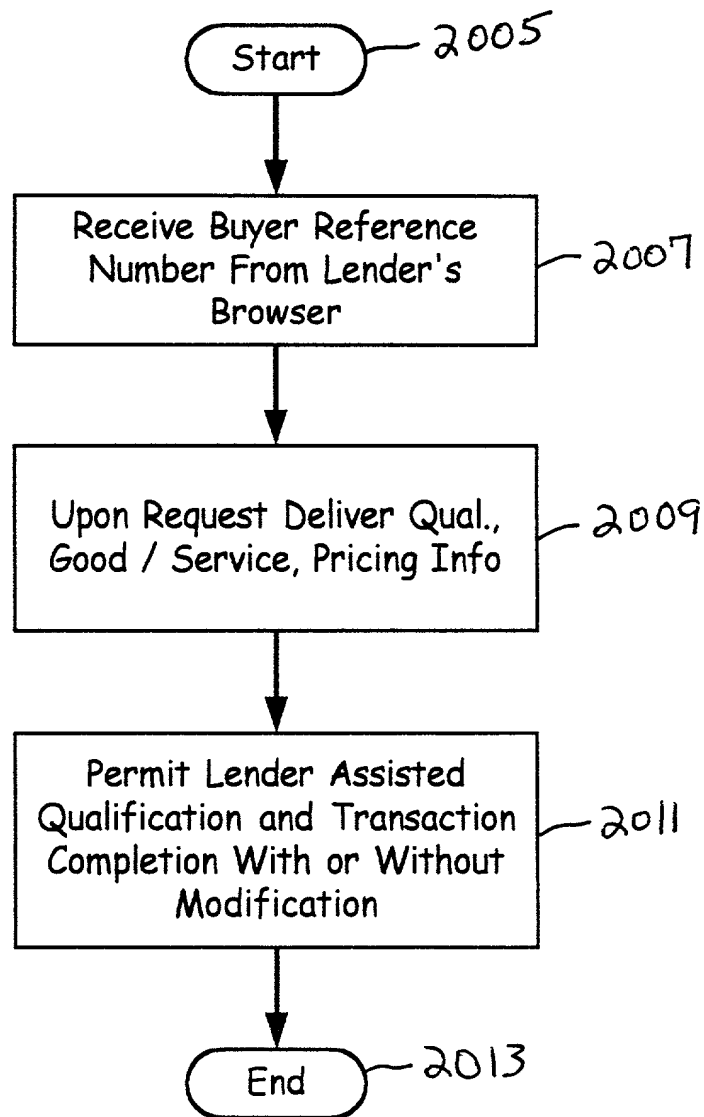 Start
2005
Receive Buyer Reference
Number From Lender's
Browser
2007
Upon Request Deliver Qual.,
Good / Service, Pricing Info
2009
Permit Lender Assisted
Qualification and Transaction
Completion With or Without
Modification
2011
End
2013